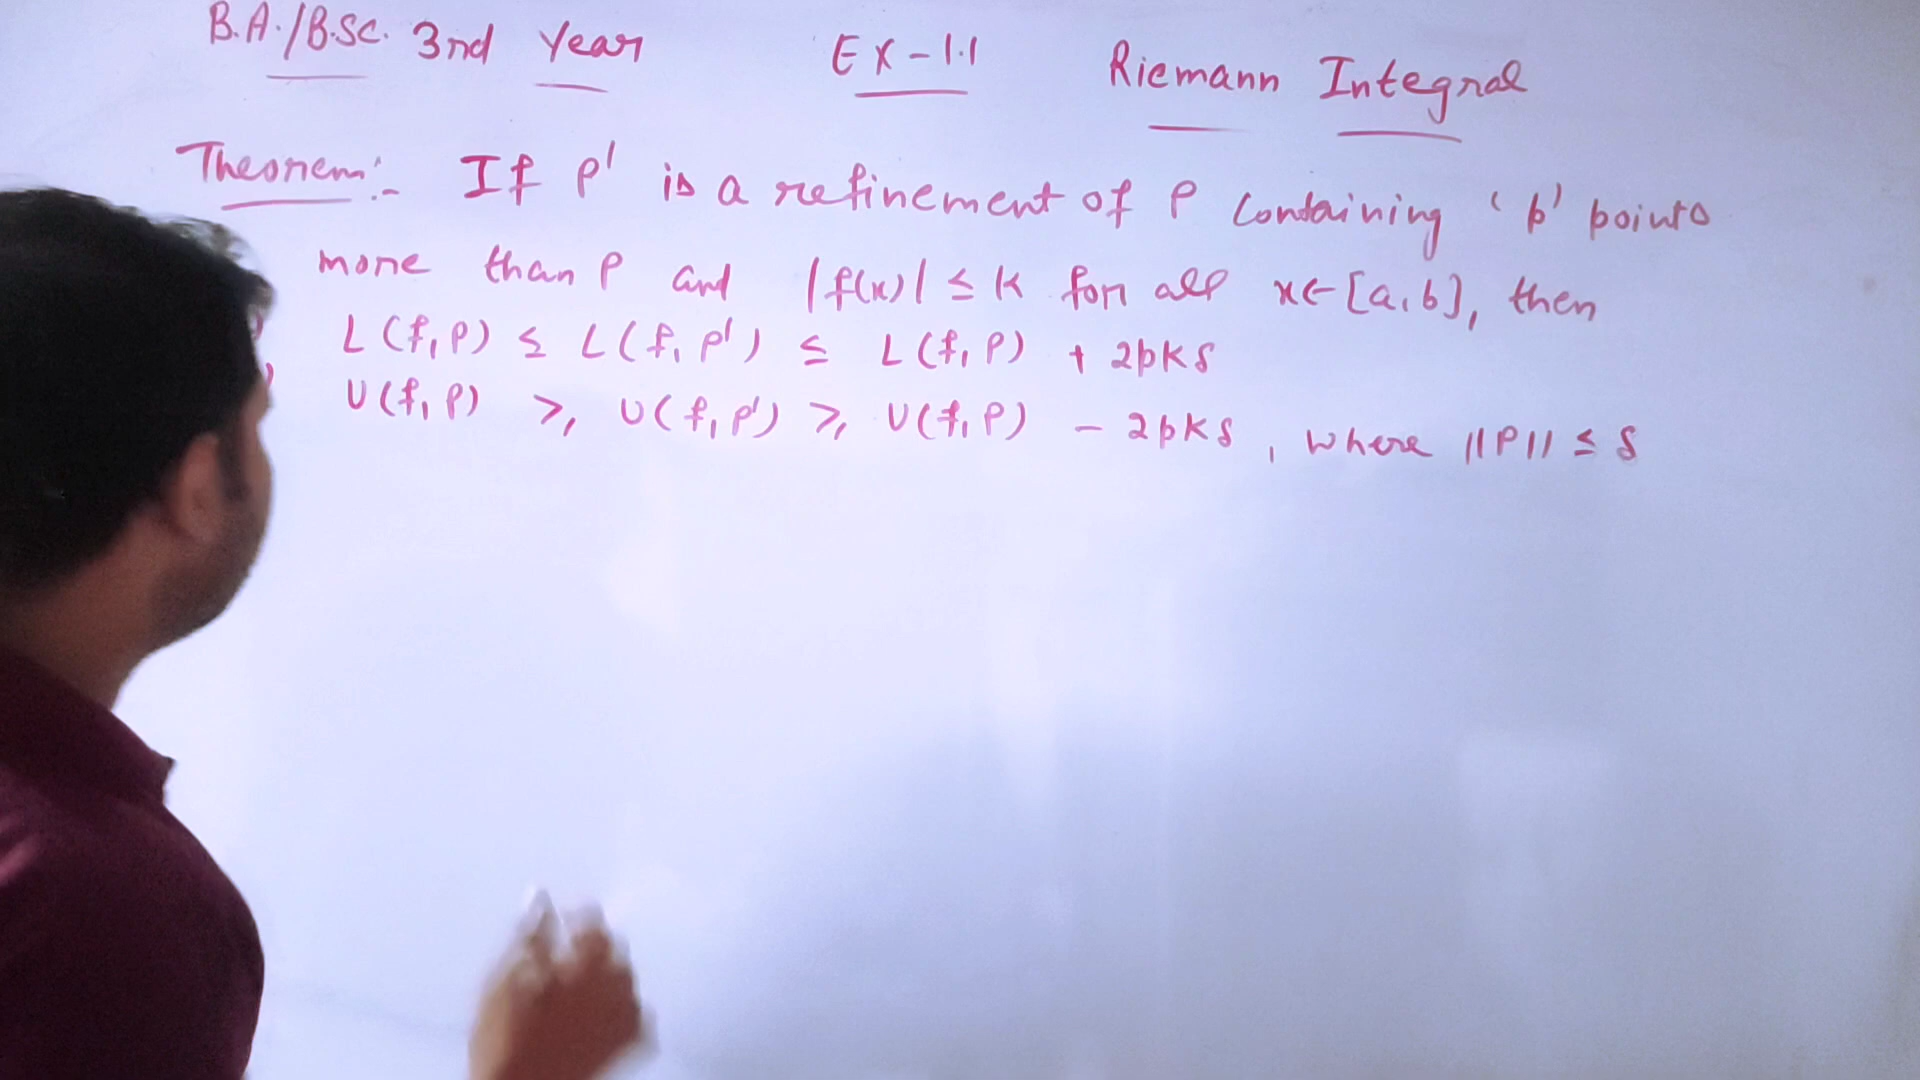 B.A./B.Sc. 3rd Year Ex-1.1 Riemann Integral
Theorem:- If P' is a refinement of P containing 'p' points
more than P and |f(x)| ≤ k for all x∈[a,b], then
L(f,P) ≤ L(f,P') ≤ L(f,P) + 2pkδ
U(f,P) ≥, U(f,P') ≥, U(f,P) - 2pkδ, where ||P|| ≤ δ